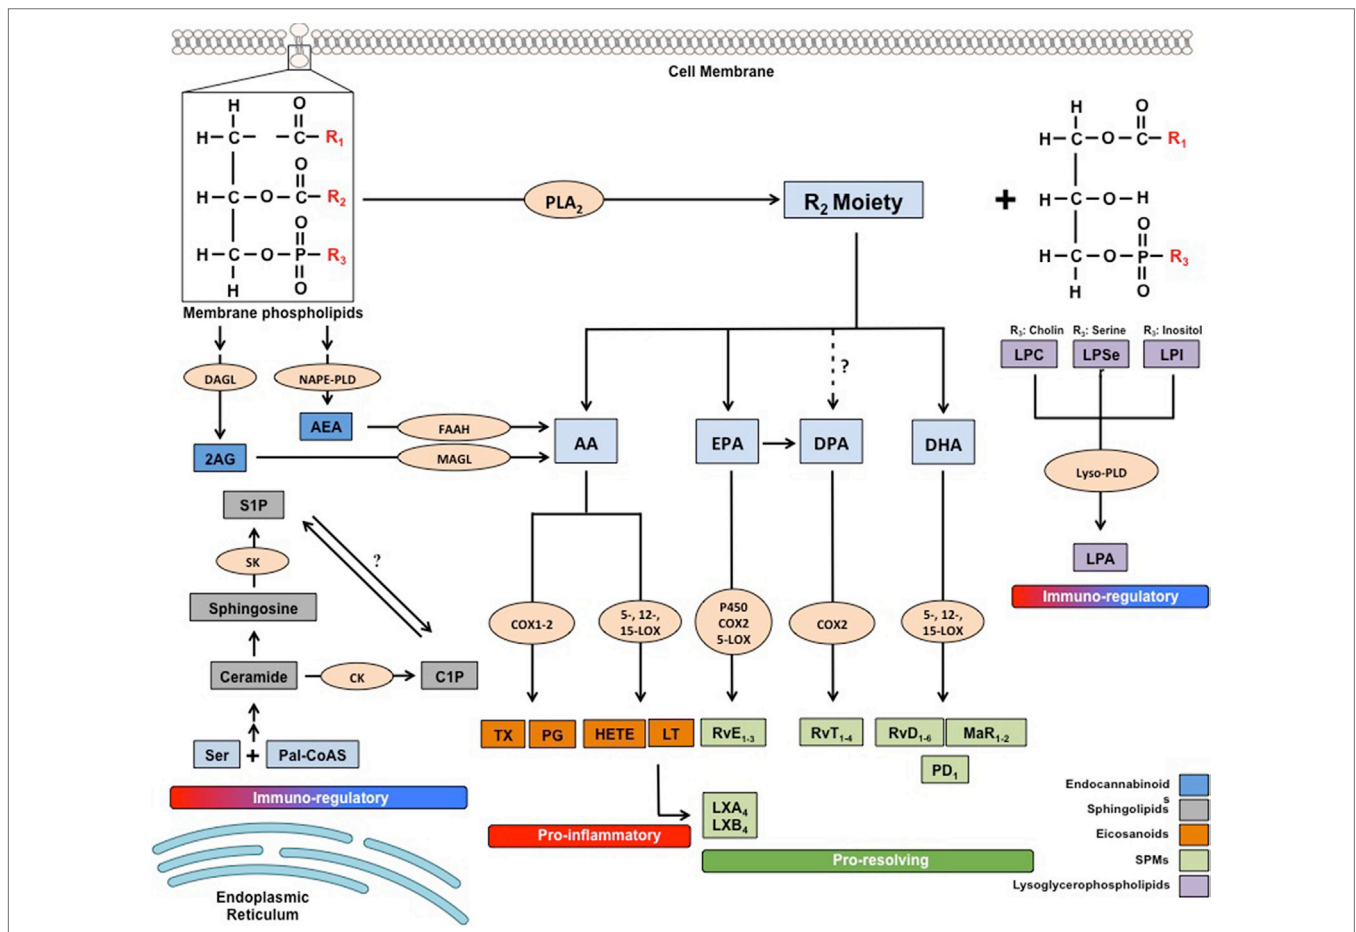 Cell Membrane
H O
H C C R₁
O
H C O C R₂
O
H C O P R₃
H O
Membrane phospholipids
PLA₂
R₂ Moiety
+
H O
H C O C R₁
H C O H
O
H C O P R₃
H O
DAGL
NAPE-PLD
AEA
2AG
FAAH
MAGL
?
AA
EPA
DPA
DHA
R₃: Cholin
R₃: Serine
R₃: Inositol
LPC
LPSe
LPI
Lyso-PLD
LPA
Immuno-regulatory
S1P
SK
?
Sphingosine
Ceramide
CK
C1P
Ser
+
Pal-CoAS
Immuno-regulatory
Endoplasmic
Reticulum
COX1-2
5-, 12-,
15-LOX
P450
COX2
5-LOX
COX2
5-, 12-,
15-LOX
TX
PG
HETE
LT
RvE₁₋₃
RvT₁₋₄
RvD₁₋₆
MaR₁₋₂
PD₁
LXA₄
LXB₄
Pro-inflammatory
Pro-resolving
Endocannabinoid
s
Sphingolipids
Eicosanoids
SPMs
Lysoglycerophospholipids